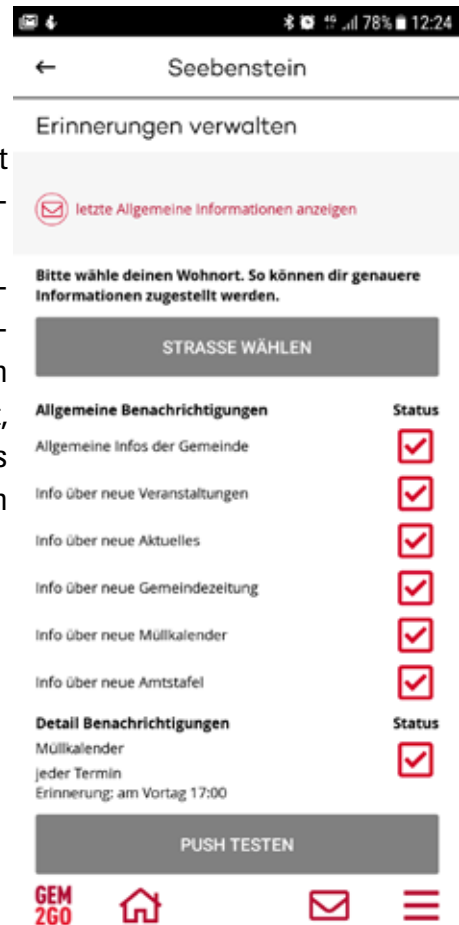 78% 12:24
Seebenstein
Erinnerungen verwalten
letzte Allgemeine Informationen anzeigen
Bitte wähle deinen Wohnort. So können dir genauere
Informationen zugestellt werden.
STRASSE WÄHLEN
Allgemeine Benachrichtigungen Status
Allgemeine Infos der Gemeinde
Info über neue Veranstaltungen
Info über neue Aktuelles
Info über neue Gemeindezeitung
Info über neue Müllkalender
Info über neue Amtstafel
Detail Benachrichtigungen Status
Müllkalender
jeder Termin
Erinnerung: am Vortag 17:00
PUSH TESTEN
GEM
2GO